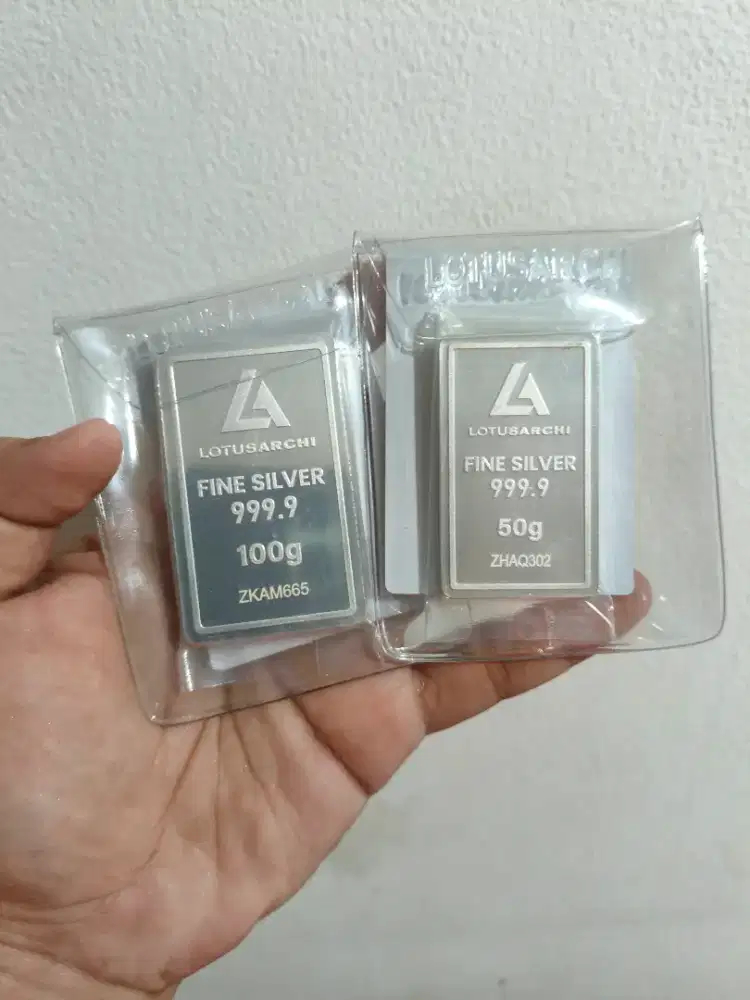 LOTUSARCHI
FINE SILVER
999.9
100g
ZKAM665
LOTUSARCHI
LOTUSARCHI
FINE SILVER
999.9
50g
ZHAQ302